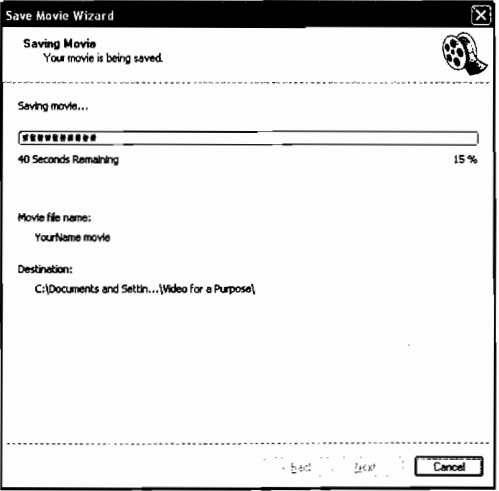 Save Movie Wizard
Saving Movie
Your movie is being saved.
Saving movie...
40 Seconds Remaining 15 %
Movie file name:
YourName movie
Destination:
C:\Documents and Settin...\Video for a Purpose\
Next Cancel